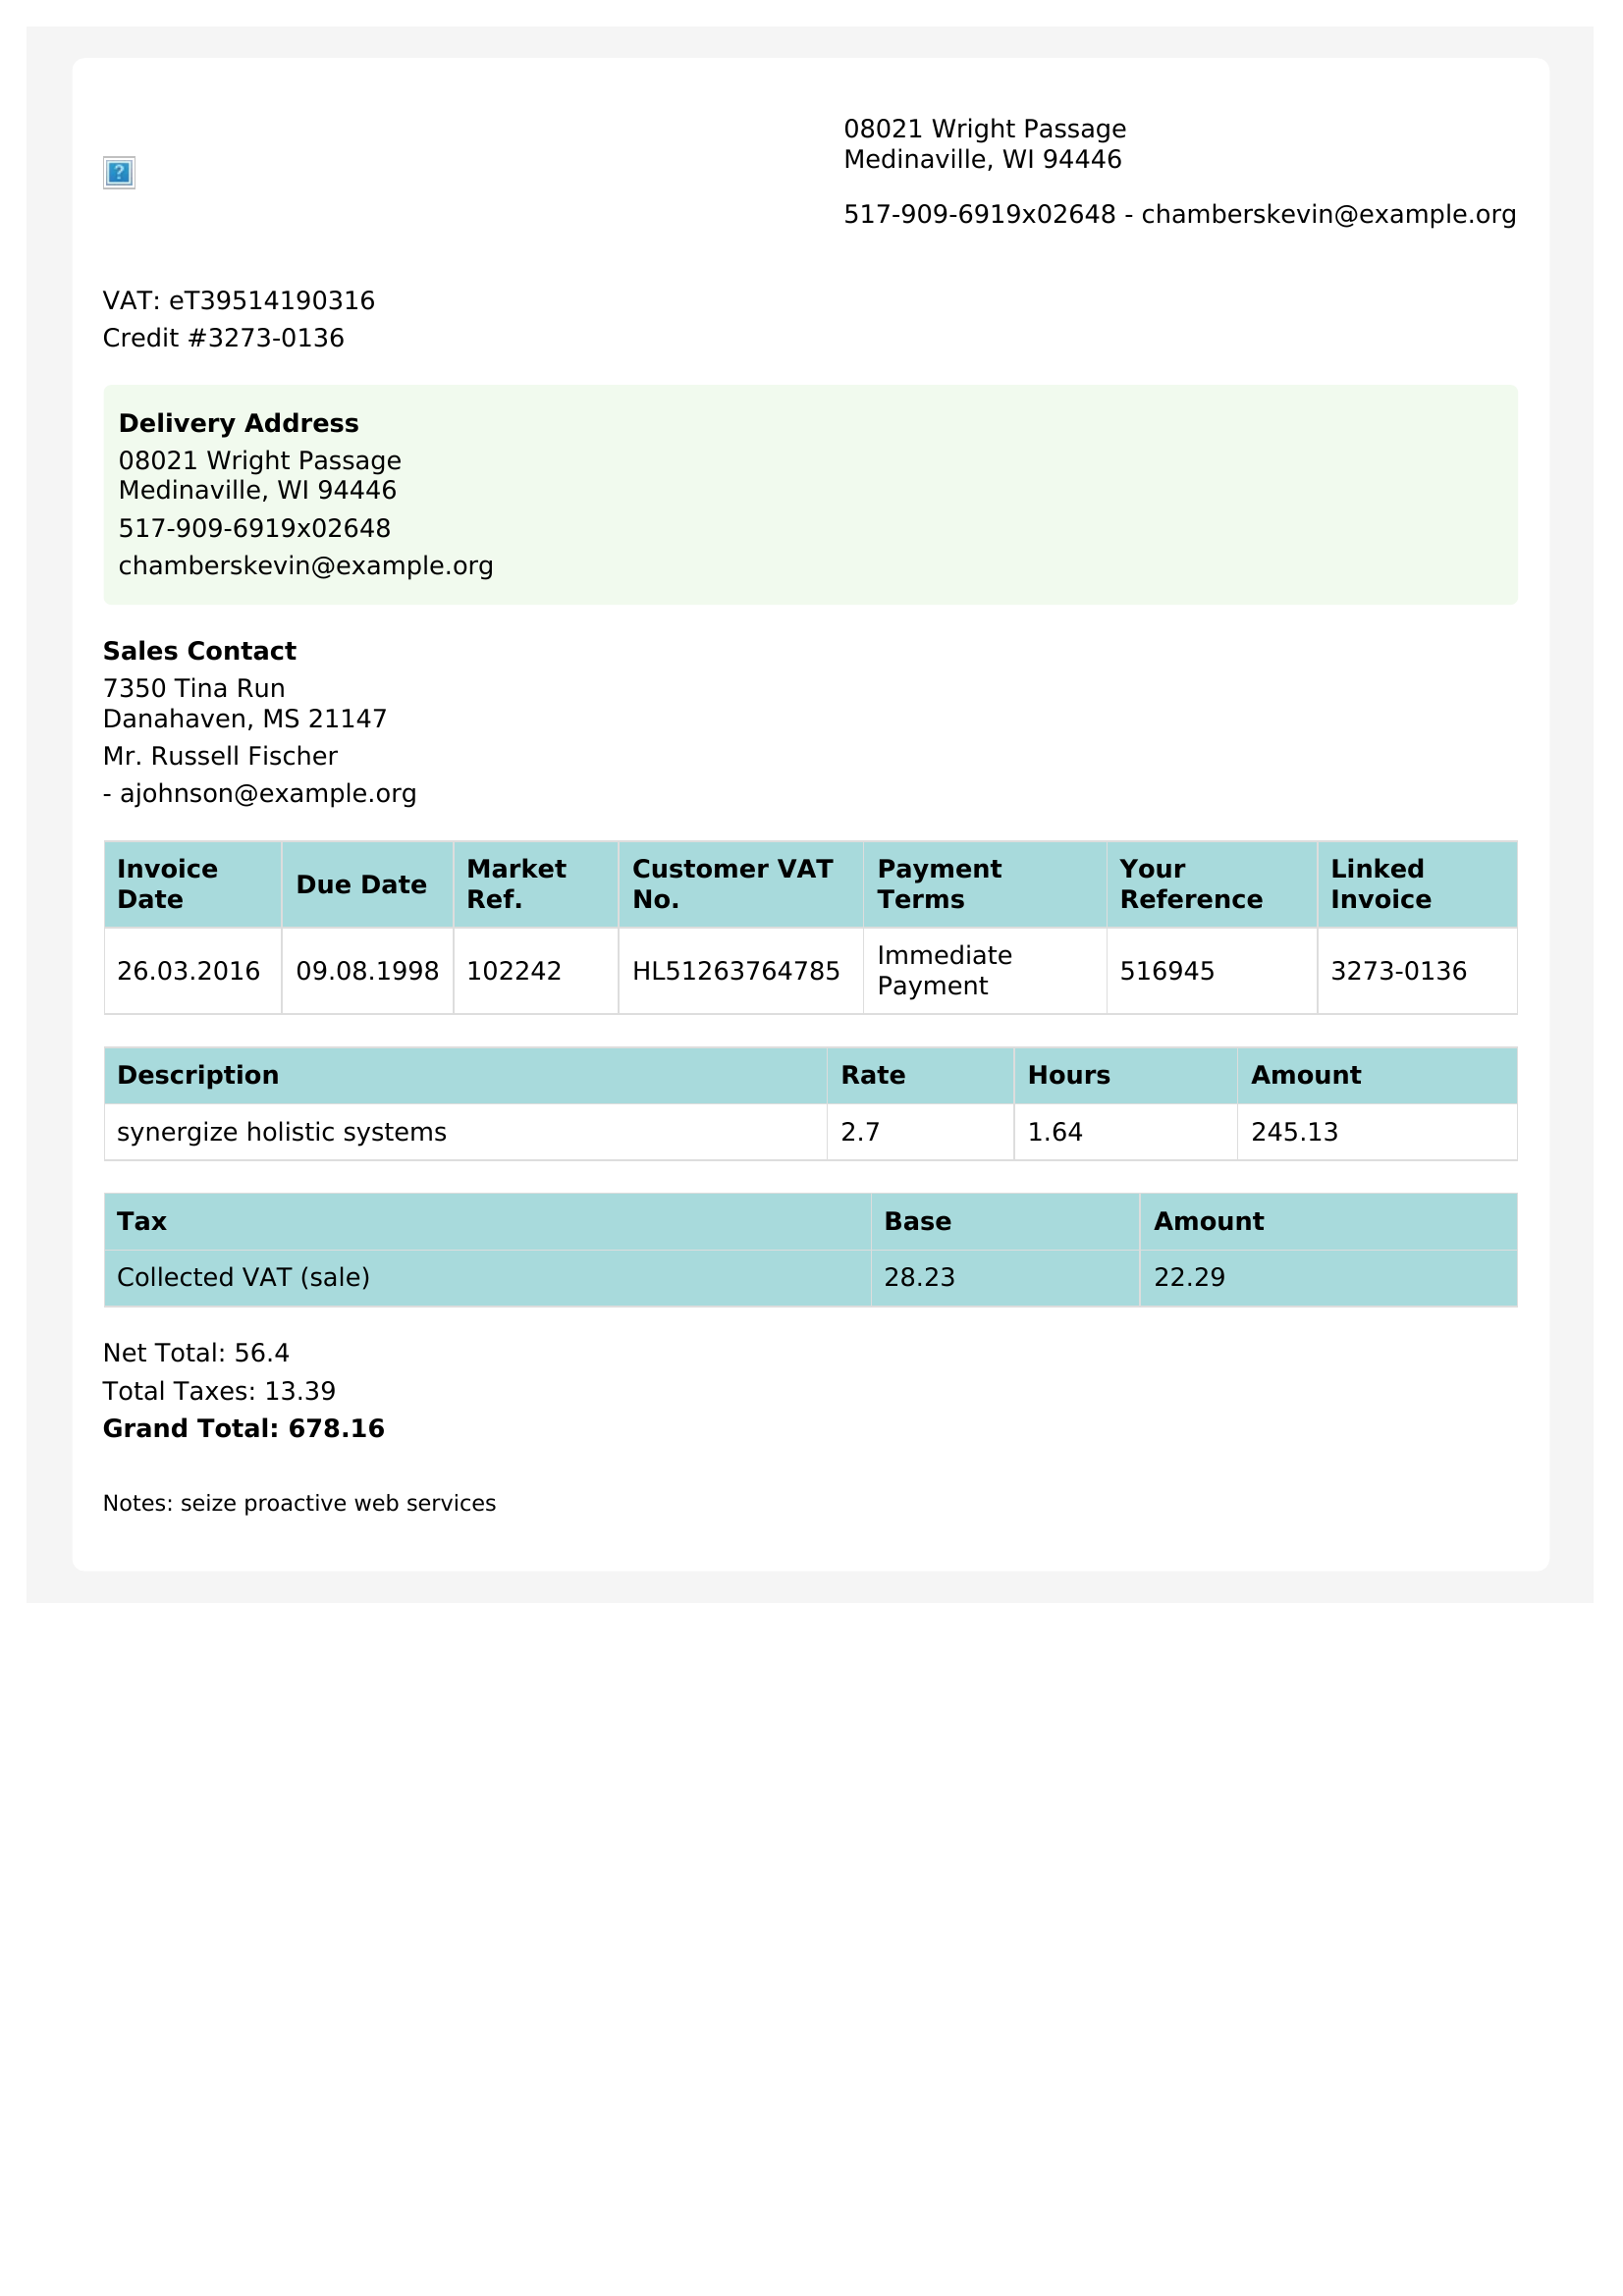 08021 Wright Passage
Medinaville, WI 94446
517-909-6919x02648 - chamberskevin@example.org
VAT: eT39514190316
Credit #3273-0136
Delivery Address
08021 Wright Passage
Medinaville, WI 94446
517-909-6919x02648
chamberskevin@example.org
Sales Contact
7350 Tina Run
Danahaven, MS 21147
Mr. Russell Fischer
- ajohnson@example.org
Invoice Date Due Date Market Ref. Customer VAT No. Payment Terms Your Reference Linked Invoice
26.03.2016 09.08.1998 102242 HL51263764785 Immediate Payment 516945 3273-0136
Description Rate Hours Amount
synergize holistic systems 2.7 1.64 245.13
Tax Base Amount
Collected VAT (sale) 28.23 22.29
Net Total: 56.4
Total Taxes: 13.39
Grand Total: 678.16
Notes: seize proactive web services